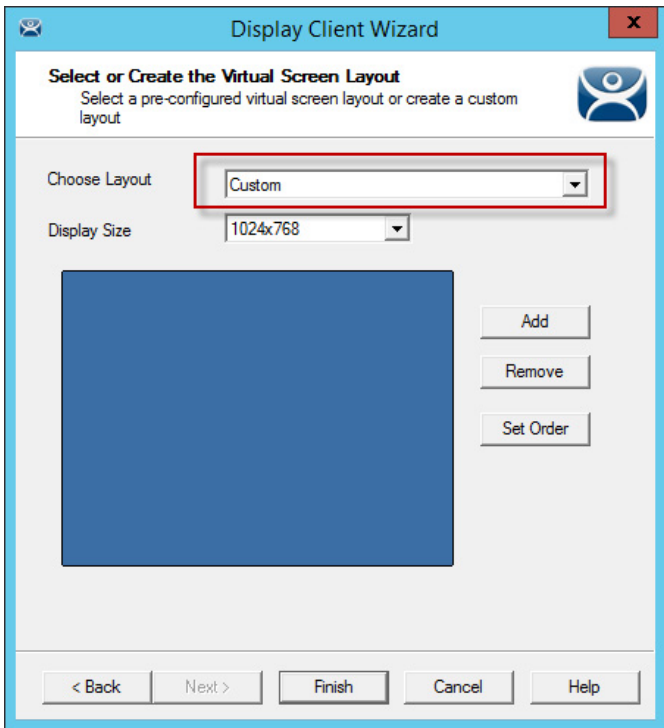 Display Client Wizard
x
Select or Create the Virtual Screen Layout
Select a pre-configured virtual screen layout or create a custom
layout
Choose Layout
Custom
Display Size
1024x768
Add
Remove
Set Order
< Back
Next >
Finish
Cancel
Help